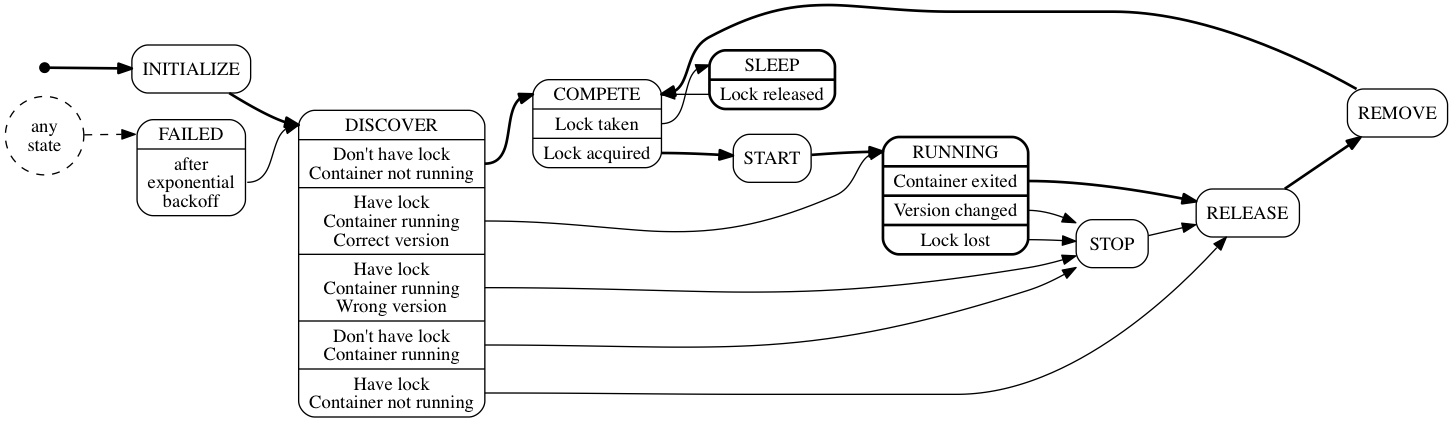 INITIALIZE
any
state
FAILED
after
exponential
backoff
DISCOVER
Don't have lock
Container not running
Have lock
Container running
Correct version
Have lock
Container running
Wrong version
Don't have lock
Container running
Have lock
Container not running
COMPETE
Lock taken
Lock acquired
SLEEP
Lock released
START
RUNNING
Container exited
Version changed
Lock lost
STOP
RELEASE
REMOVE